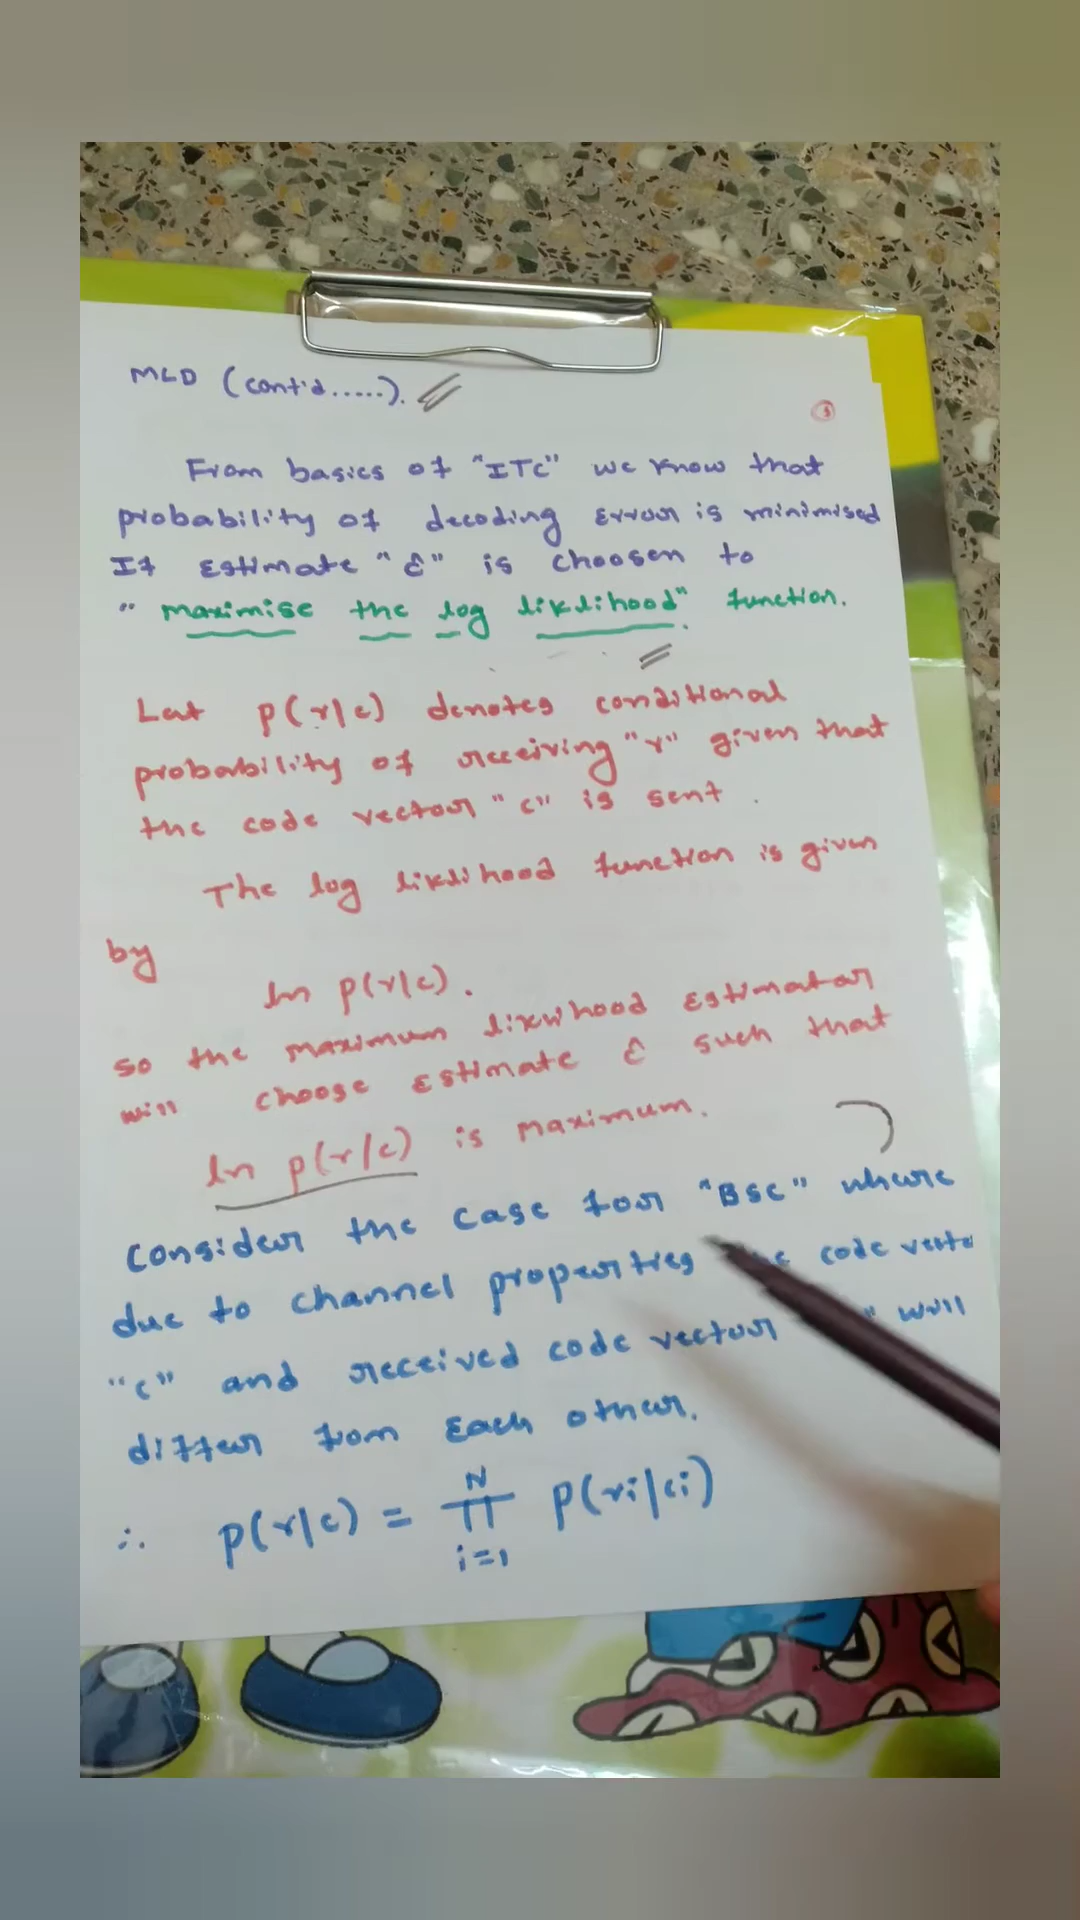 MLD (cont'd.....).
3
From basics of "ITC" we know that
probability of decoding error is minimised
If estimate "ĉ" is choosen to
"maximise the log liklihood" function.
Let p(r/c) denotes conditional
probability of receiving "r" given that
the code vector "c" is sent.
The log liklihood function is given
by
ln p(r/c).
so the maximum likelihood estimator
will choose estimate ĉ such that
ln p(r/c) is maximum.
Consider the case for "BSC" where
due to channel properties code vecto
"c" and received code vector " will
differ from each other.
∴ p(r/c) = N ∏ i=1 p(ri/ci)